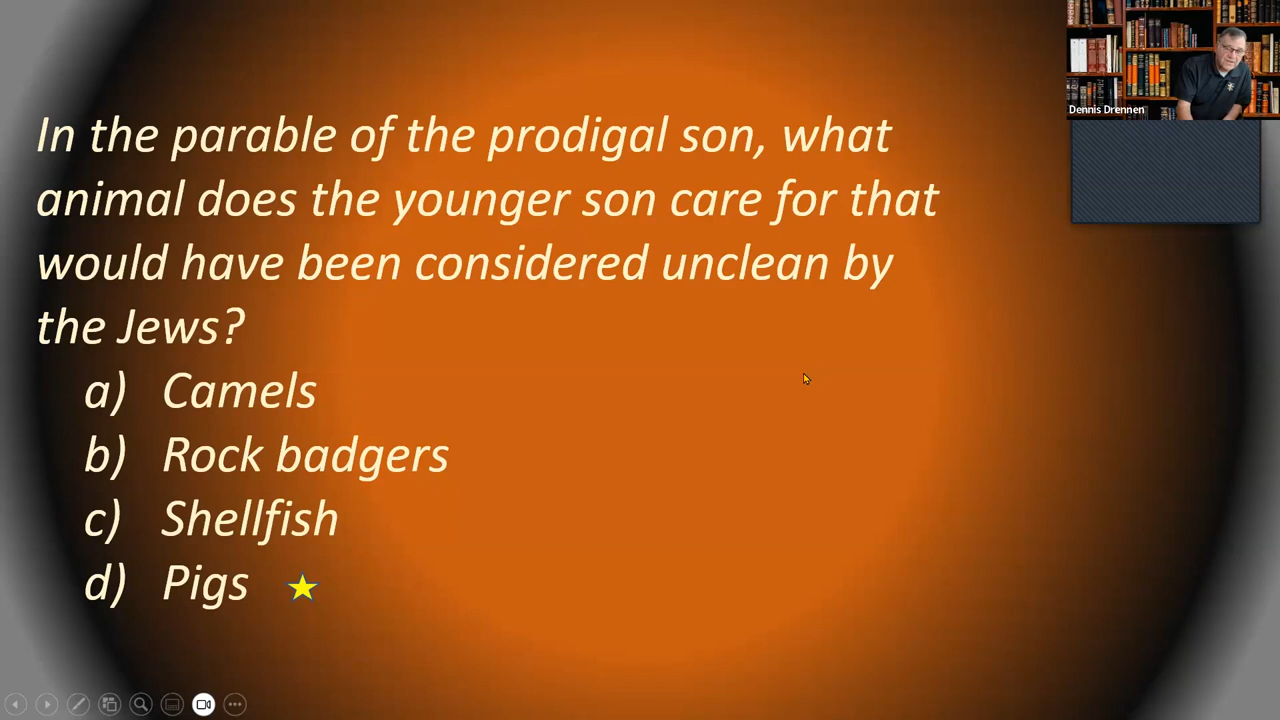 In the parable of the prodigal son, what
animal does the younger son care for that
would have been considered unclean by
the Jews?
a) Camels
b) Rock badgers
c) Shellfish
d) Pigs
Dennis Drennen